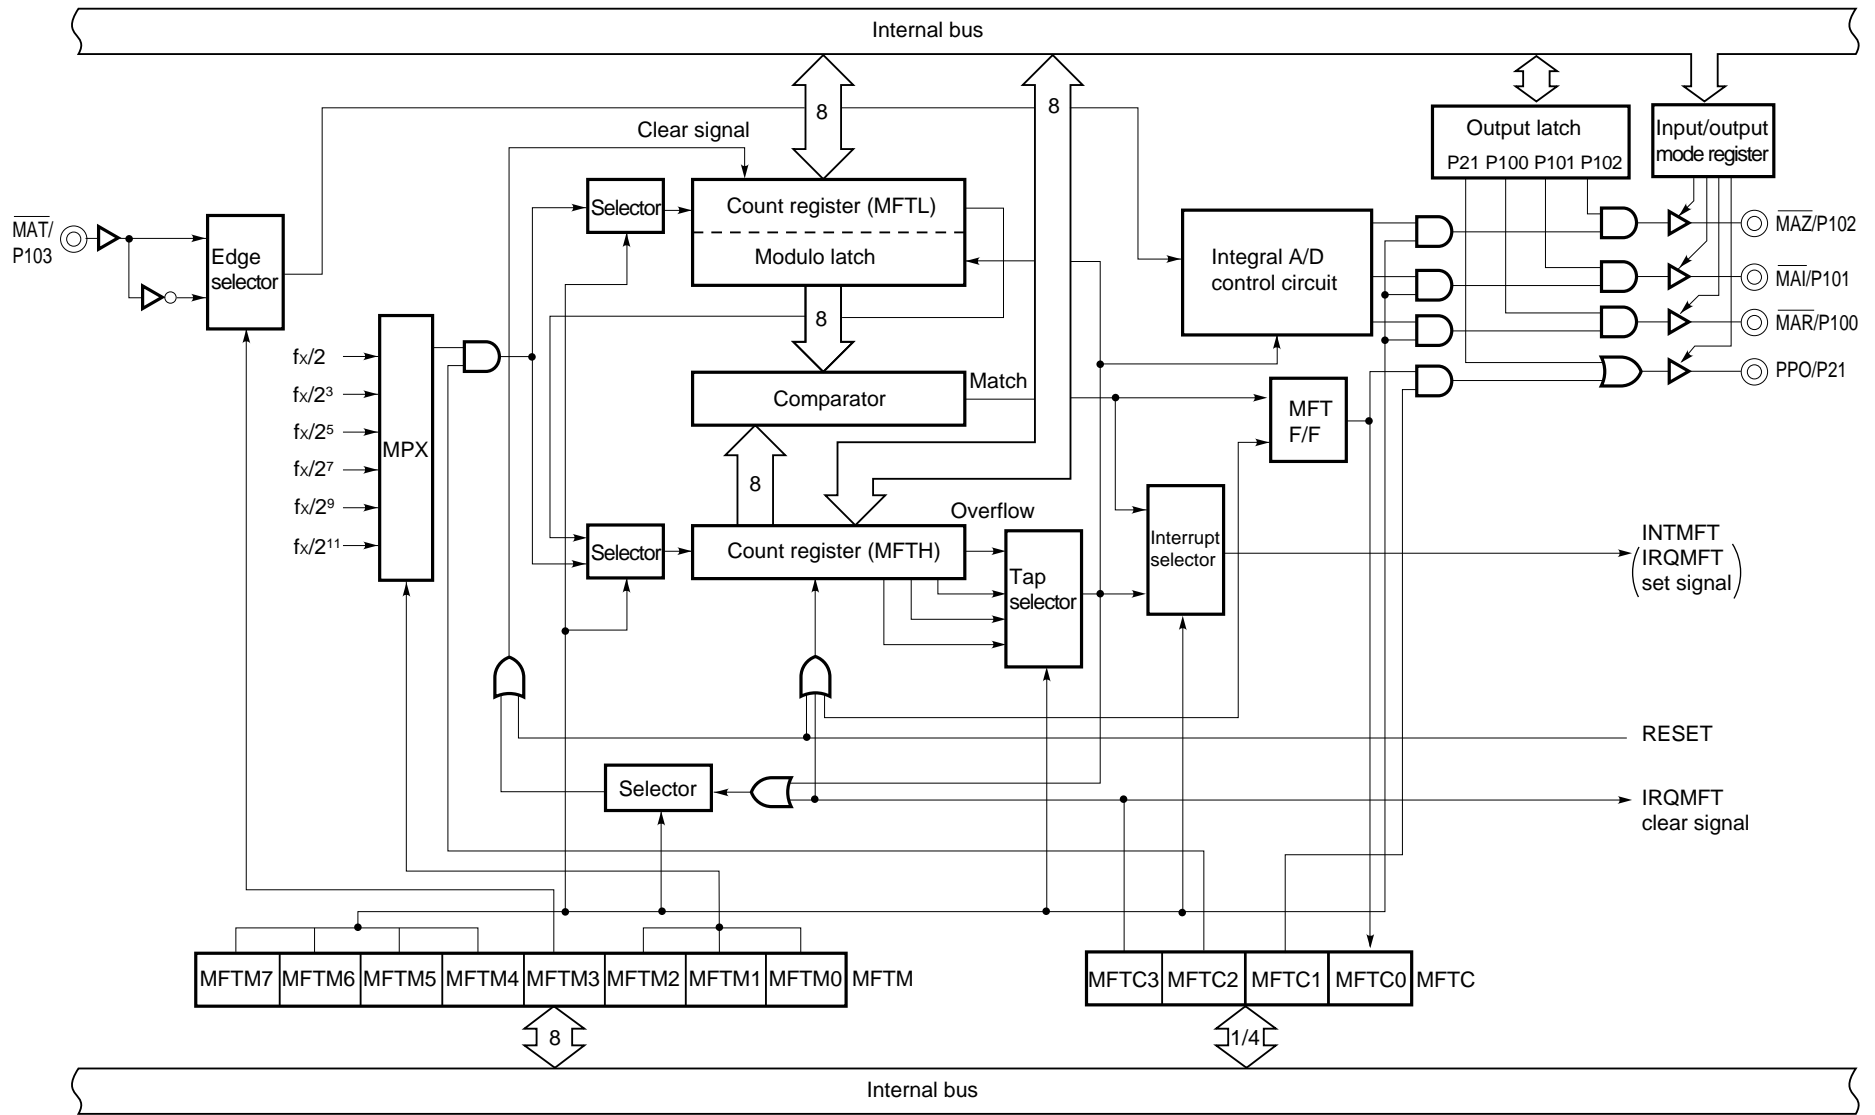 Internal bus
8
8
Clear signal
Output latch
P21 P100 P101 P102
Input/output
mode register
MAT/
P103
Edge
selector
Selector
Count register (MFTL)
Modulo latch
Integral A/D
control circuit
MAZ/P102
MAI/P101
MAR/P100
PPO/P21
8
fX/2
fX/2³
fX/2⁵
fX/2⁷
fX/2⁹
fX/2¹¹
MPX
Comparator
Match
MFT
F/F
8
Overflow
Selector
Count register (MFTH)
Tap
selector
Interrupt
selector
INTMFT
IRQMFT
set signal
RESET
Selector
IRQMFT
clear signal
MFTM7 MFTM6 MFTM5 MFTM4 MFTM3 MFTM2 MFTM1 MFTM0 MFTM
MFTC3 MFTC2 MFTC1 MFTC0 MFTC
8
1/4
Internal bus